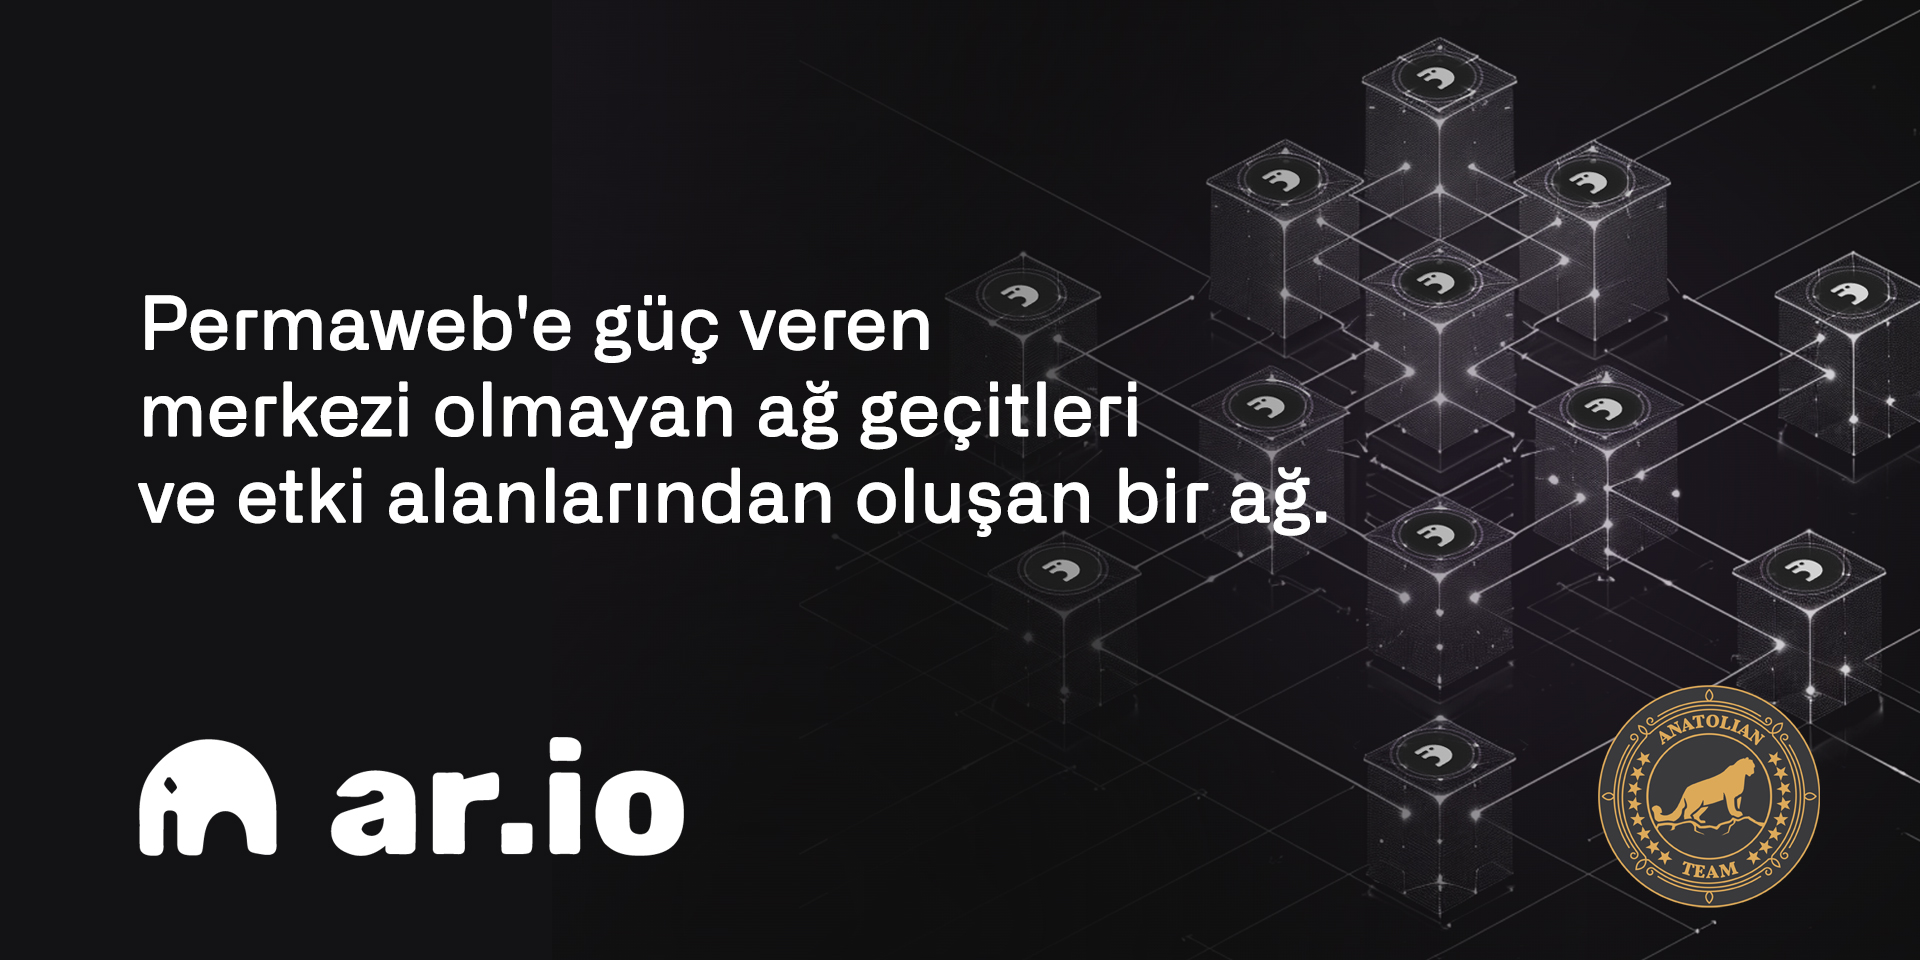 Permaweb'e güç veren
merkezi olmayan ağ geçitleri
ve etki alanlarından oluşan bir ağ.
ar.io
ANATOLIAN
TEAM